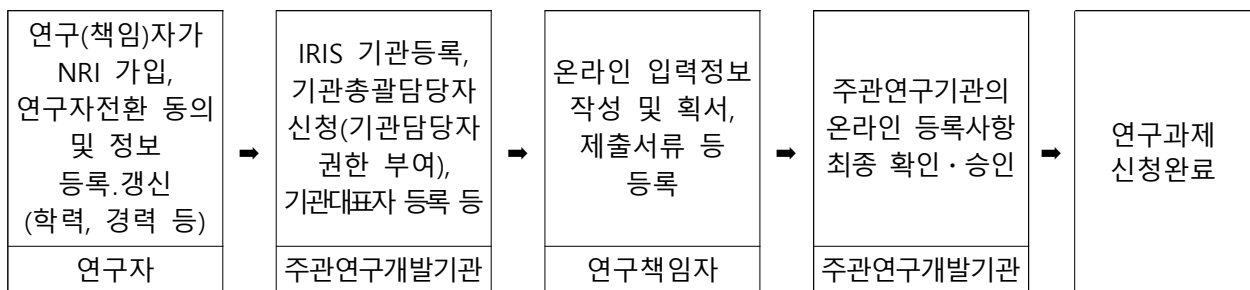 연구(책임)자가
NRI 가입,
연구자전환 동의
및 정보
등록.갱신
(학력, 경력 등)
연구자
➡
IRIS 기관등록,
기관총괄담당자
신청(기관담당자
권한 부여),
기관대표자 등록 등
주관연구개발기관
➡
온라인 입력정보
작성 및 획서,
제출서류 등
등록
연구책임자
➡
주관연구기관의
온라인 등록사항
최종 확인・승인
주관연구개발기관
➡
연구과제
신청완료